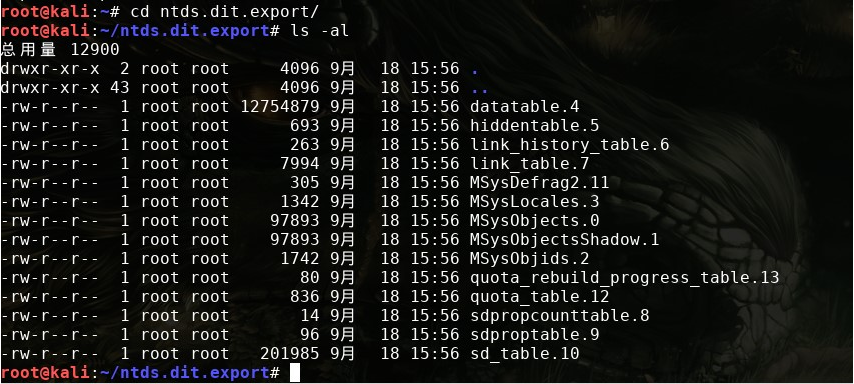 root@kali:~# cd ntds.dit.export/
root@kali:~/ntds.dit.export# ls -al
总用量 12900
drwxr-xr-x  2 root root     4096 9月  18 15:56 .
drwxr-xr-x 43 root root     4096 9月  18 15:56 ..
-rw-r--r--  1 root root 12754879 9月  18 15:56 datatable.4
-rw-r--r--  1 root root      693 9月  18 15:56 hiddentable.5
-rw-r--r--  1 root root      263 9月  18 15:56 link_history_table.6
-rw-r--r--  1 root root     7994 9月  18 15:56 link_table.7
-rw-r--r--  1 root root      305 9月  18 15:56 MSysDefrag2.11
-rw-r--r--  1 root root     1342 9月  18 15:56 MSysLocales.3
-rw-r--r--  1 root root    97893 9月  18 15:56 MSysObjects.0
-rw-r--r--  1 root root    97893 9月  18 15:56 MSysObjectsShadow.1
-rw-r--r--  1 root root     1742 9月  18 15:56 MSysObjids.2
-rw-r--r--  1 root root       80 9月  18 15:56 quota_rebuild_progress_table.13
-rw-r--r--  1 root root      836 9月  18 15:56 quota_table.12
-rw-r--r--  1 root root       14 9月  18 15:56 sdpropcounttable.8
-rw-r--r--  1 root root       96 9月  18 15:56 sdproptable.9
-rw-r--r--  1 root root   201985 9月  18 15:56 sd_table.10
root@kali:~/ntds.dit.export#